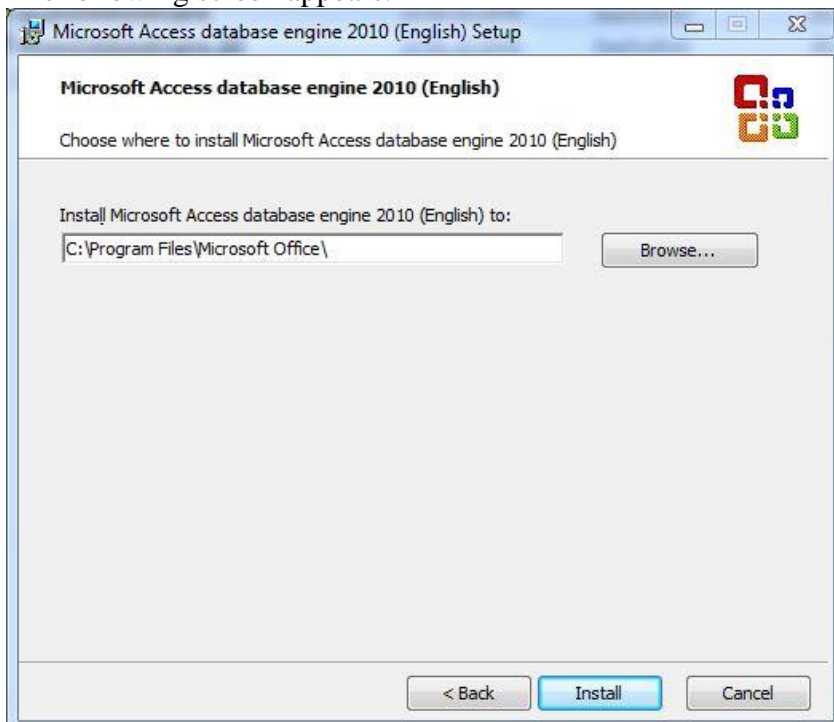 Microsoft Access database engine 2010 (English) Setup
Microsoft Access database engine 2010 (English)
Choose where to install Microsoft Access database engine 2010 (English)
Install Microsoft Access database engine 2010 (English) to:
C:\Program Files\Microsoft Office\
Browse...
< Back
Install
Cancel